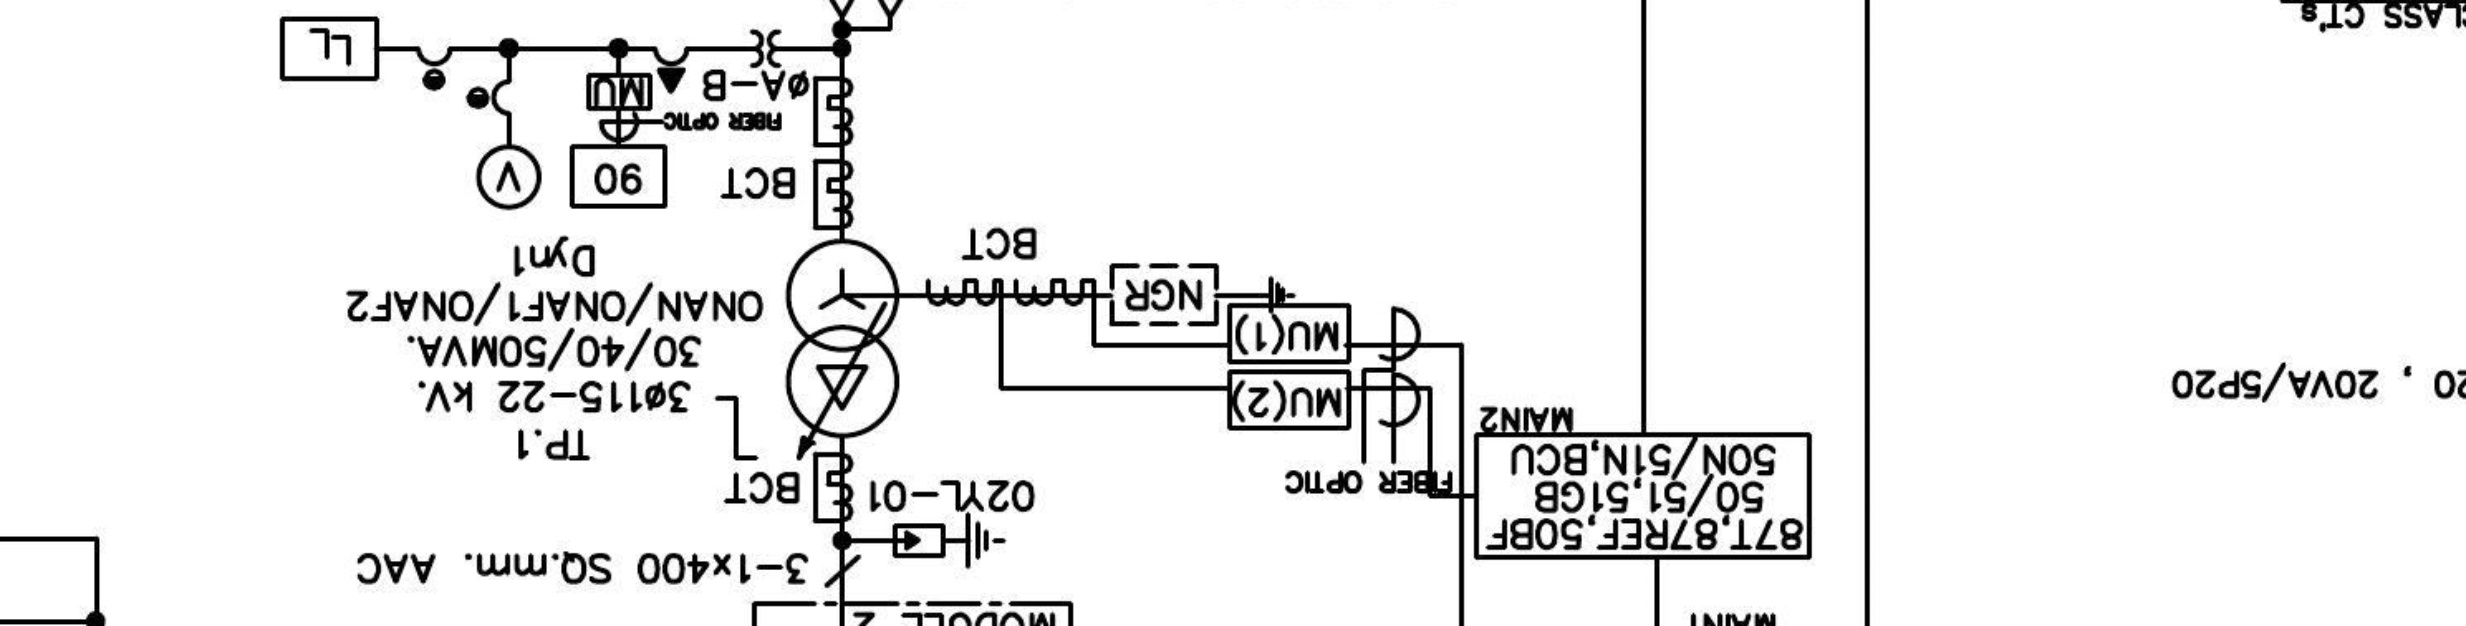 MAIN1
MODULE 2
3-1x400 SQ.mm. AAC
87T,87REF,50BF
50/51,51GB
50N/51N,BCU
MAIN2
FIBER OPTIC
02YL-01
BCT
TP.1
3ø115-22 kV.
30/40/50MVA.
ONAN/ONAF1/ONAF2
Dyn1
MU(2)
MU(1)
NGR
BCT
20 , 20VA/5P20
BCT
90
V
FIBER OPTIC
MU
øA-B
LL
CLASS CT's